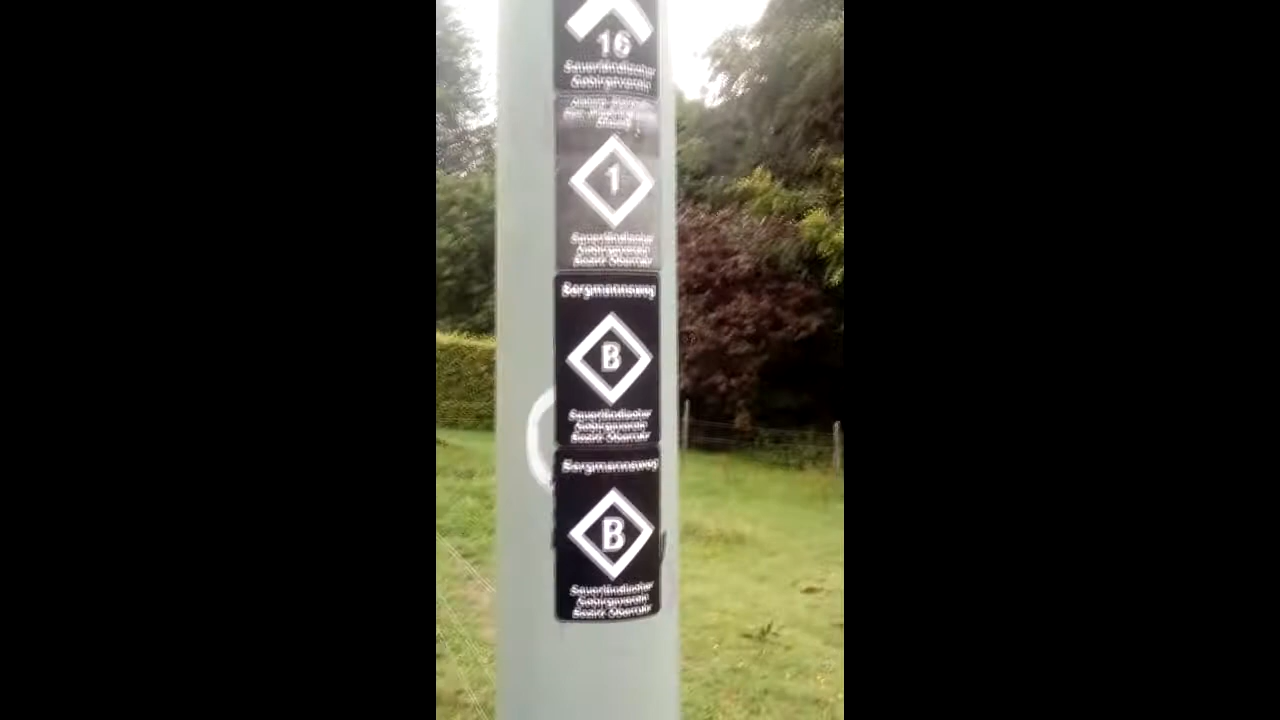 16
Sauerländischer
Gebirgsverein
1
Sauerländischer
Gebirgsverein
Bezirk Oberruhr
Bergmannsweg
B
Sauerländischer
Gebirgsverein
Bezirk Oberruhr
Bergmannsweg
B
Sauerländischer
Gebirgsverein
Bezirk Oberruhr